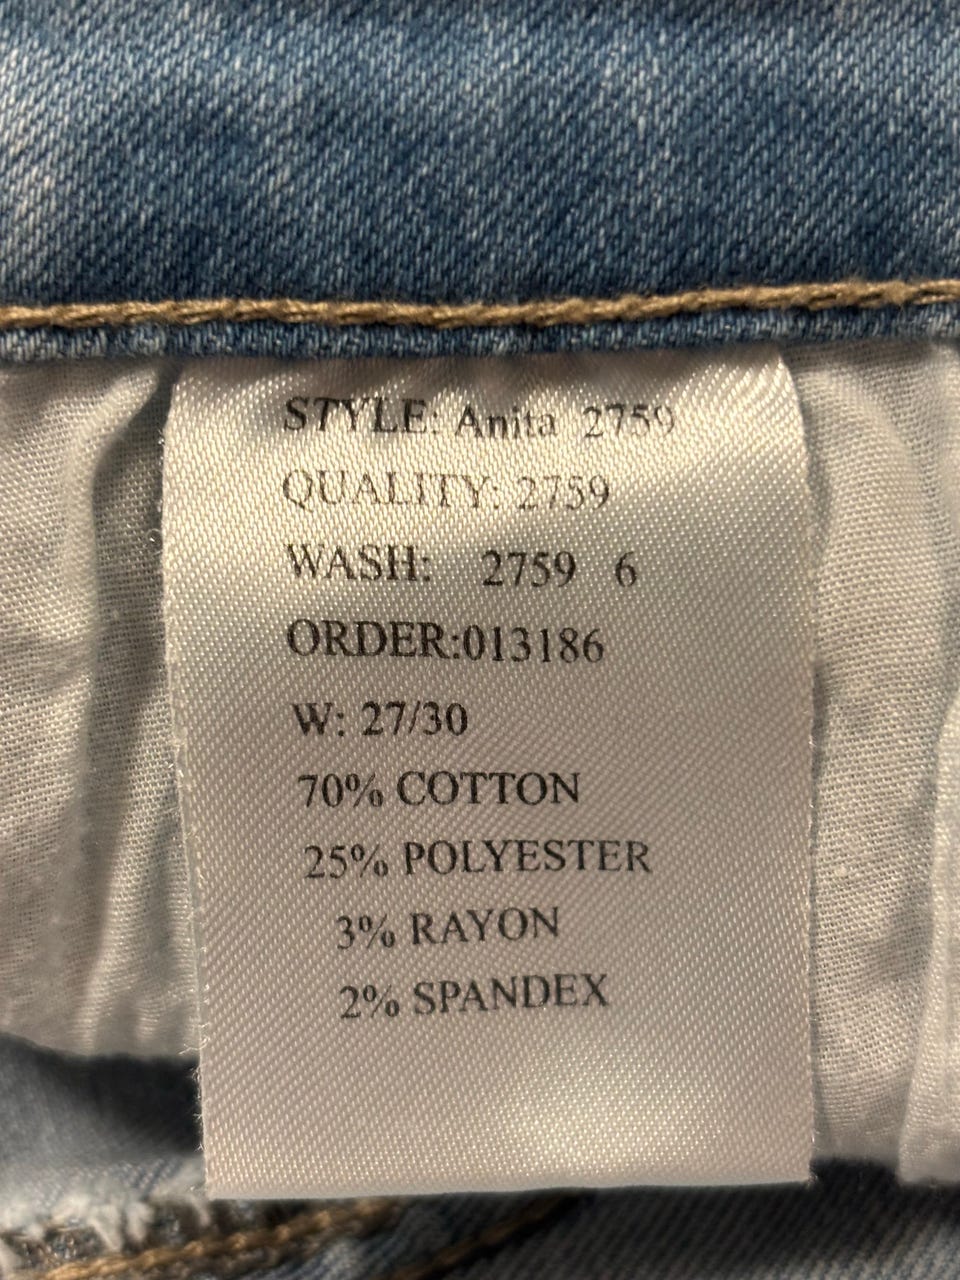 STYLE: Anita 2759
QUALITY: 2759
WASH: 2759 6
ORDER:013186
W: 27/30
70% COTTON
25% POLYESTER
3% RAYON
2% SPANDEX